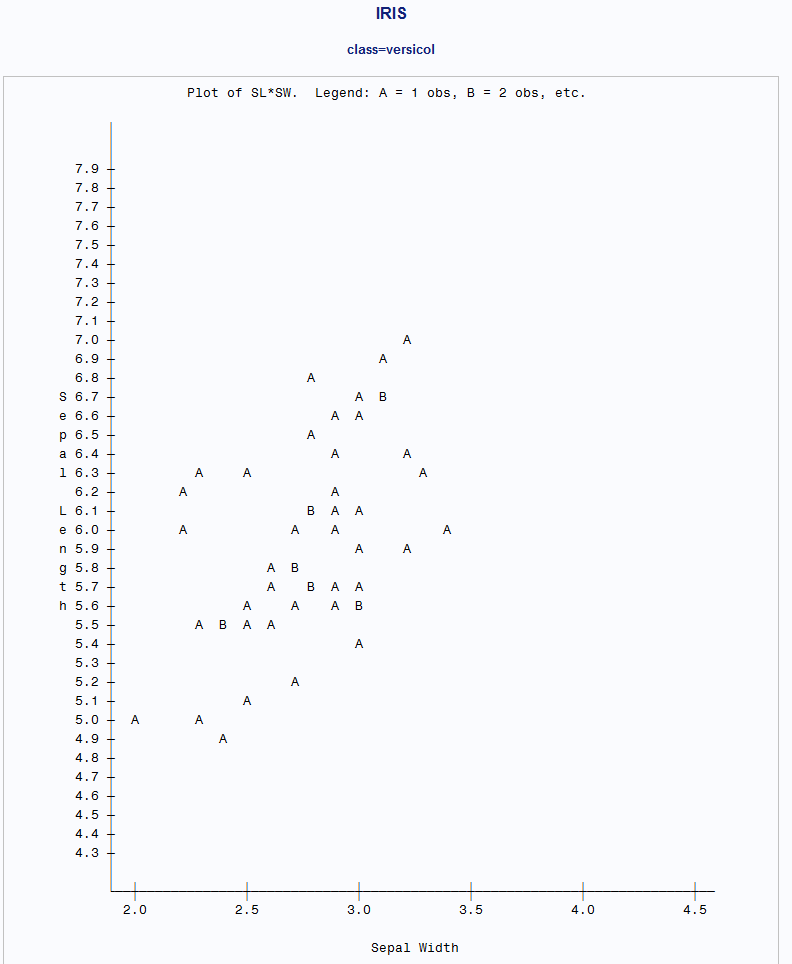 IRIS
class=versicol
Plot of SL*SW.  Legend: A = 1 obs, B = 2 obs, etc.
7.9
7.8
7.7
7.6
7.5
7.4
7.3
7.2
7.1
7.0 A
6.9 A
6.8 A
S 6.7 A B
e 6.6 A A
p 6.5 A
a 6.4 A A
l 6.3 A A A
6.2 A A
L 6.1 B A A
e 6.0 A A A A
n 5.9 A A
g 5.8 A B
t 5.7 A B A A
h 5.6 A A A B
5.5 A B A A
5.4 A
5.3
5.2 A
5.1 A
5.0 A A
4.9 A
4.8
4.7
4.6
4.5
4.4
4.3
2.0 2.5 3.0 3.5 4.0 4.5
Sepal Width